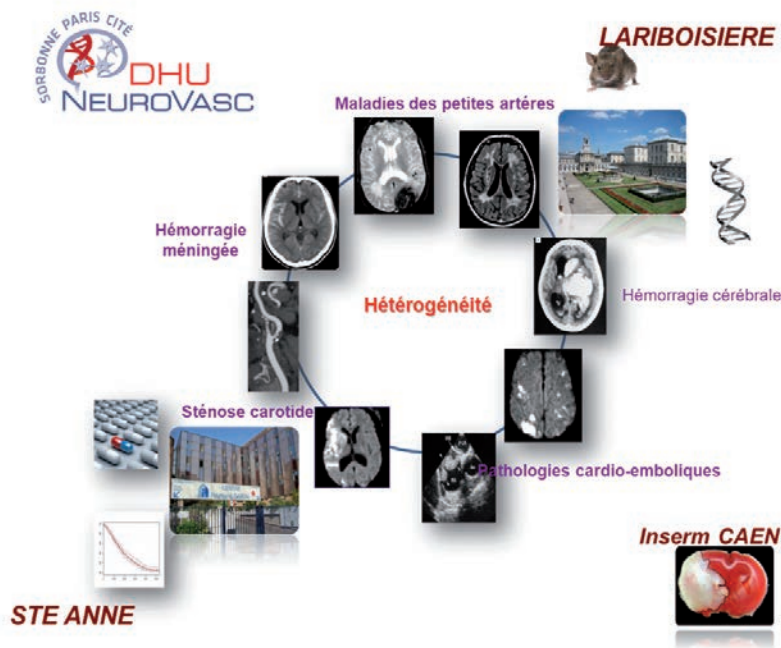 SORBONNE PARIS CITÉ
DHU
NEUROVASC
LARIBOISIERE
Maladies des petites artéres
Hémorragie
méningée
Hétérogénéité
Hémorragie cérébrale
Sténose carotide
Pathologies cardio-emboliques
Inserm CAEN
STE ANNE